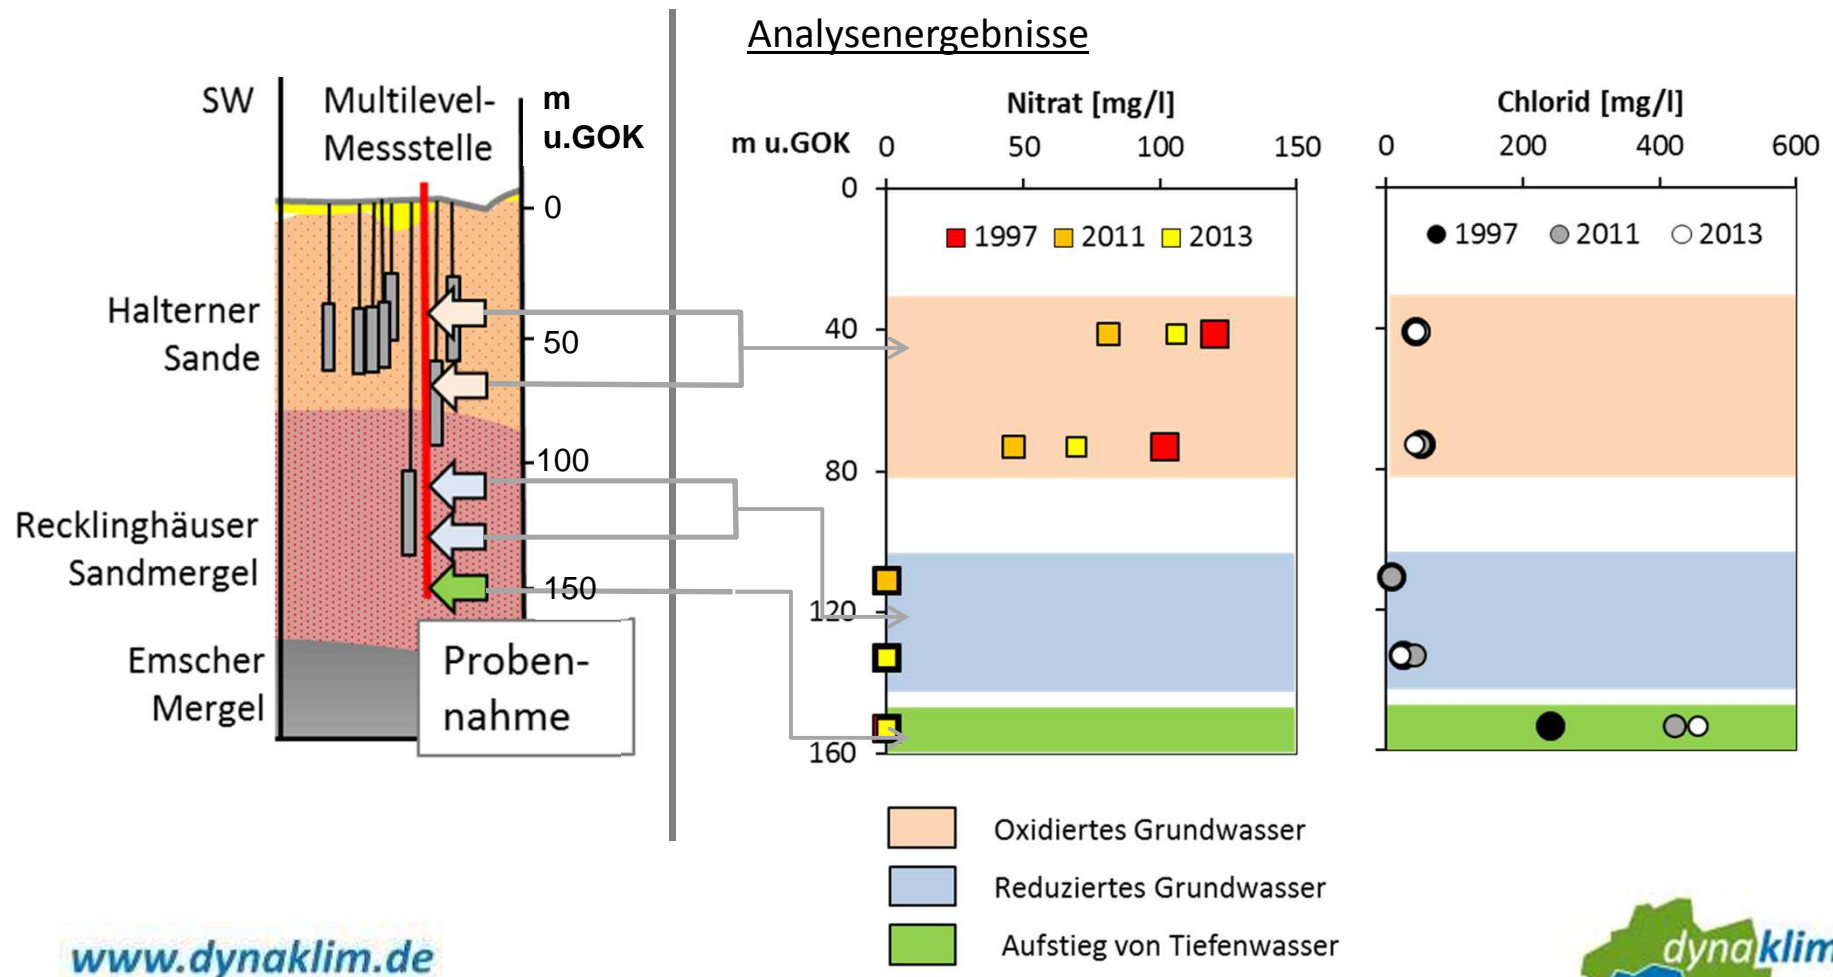 Analysenergebnisse
SW
Multilevel-
Messstelle
m
u.GOK
0
50
100
150
Halterner
Sande
Recklinghäuser
Sandmergel
Emscher
Mergel
Proben-
nahme
Nitrat [mg/l]
m u.GOK 0 50 100 150
0
40
80
120
160
1997 2011 2013
Chlorid [mg/l]
0 200 400 600
1997 2011 2013
Oxidiertes Grundwasser
Reduziertes Grundwasser
Aufstieg von Tiefenwasser
www.dynaklim.de
dynaklim